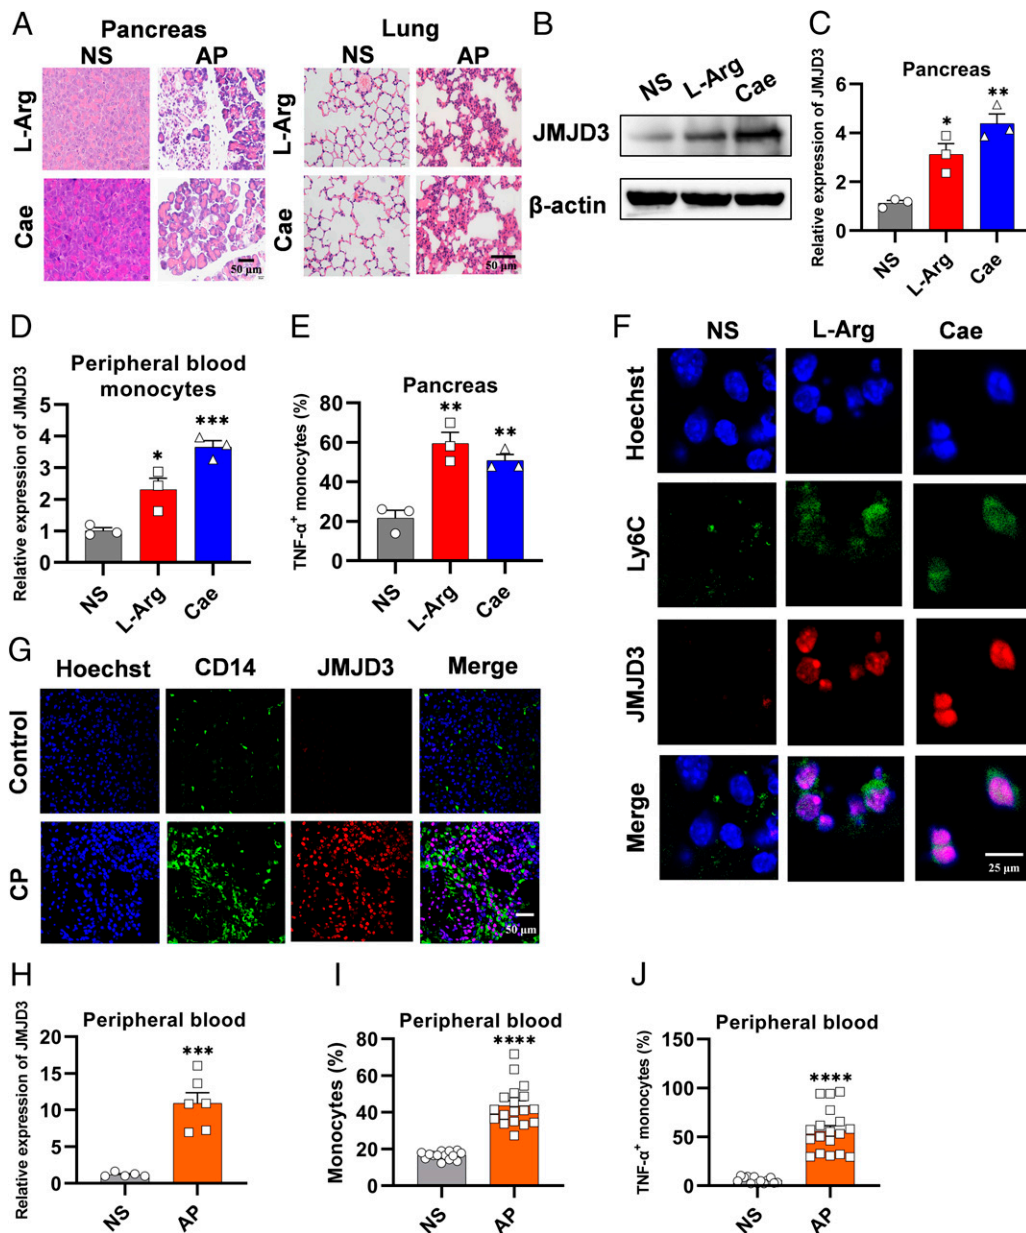 A
Pancreas
NS AP
Lung
NS AP
L-Arg
Cae
50 μm
L-Arg
Cae
50 μm
B
NS L-Arg Cae
JMJD3
β-actin
C
Pancreas
Relative expression of JMJD3
6
4
2
0
*
**
NS L-Arg Cae
D
Peripheral blood
monocytes
Relative expression of JMJD3
5
4
3
2
1
0
*
***
NS L-Arg Cae
E
Pancreas
TNF-α+ monocytes (%)
80
60
40
20
0
**
**
NS L-Arg Cae
F
NS L-Arg Cae
Hoechst
Ly6C
JMJD3
Merge
25 μm
G
Hoechst CD14 JMJD3 Merge
Control
CP
50 μm
H
Peripheral blood
Relative expression of JMJD3
20
15
10
5
0
***
NS AP
I
Peripheral blood
Monocytes (%)
80
60
40
20
0
****
NS AP
J
Peripheral blood
TNF-α+ monocytes (%)
150
100
50
0
****
NS AP